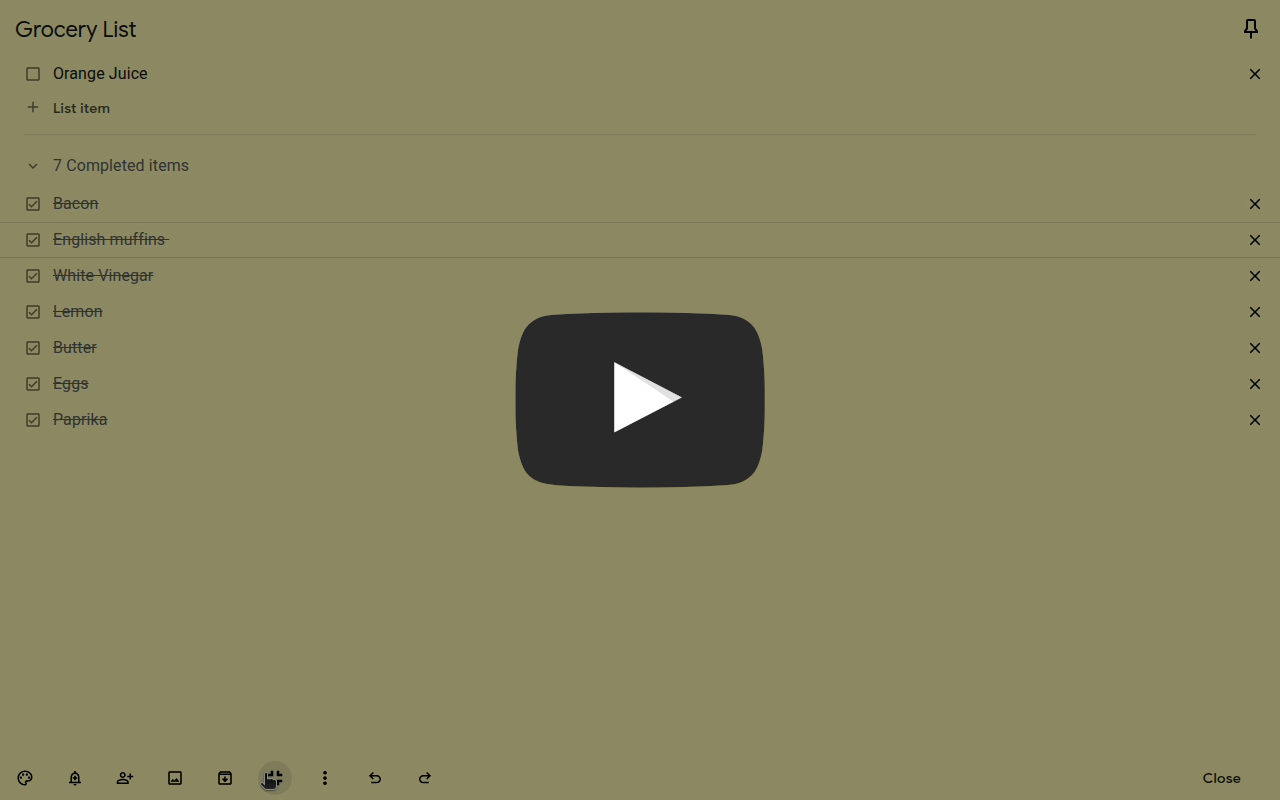 Grocery List
Orange Juice
List item
7 Completed items
Bacon
English muffins
White Vinegar
Lemon
Butter
Eggs
Paprika
Close